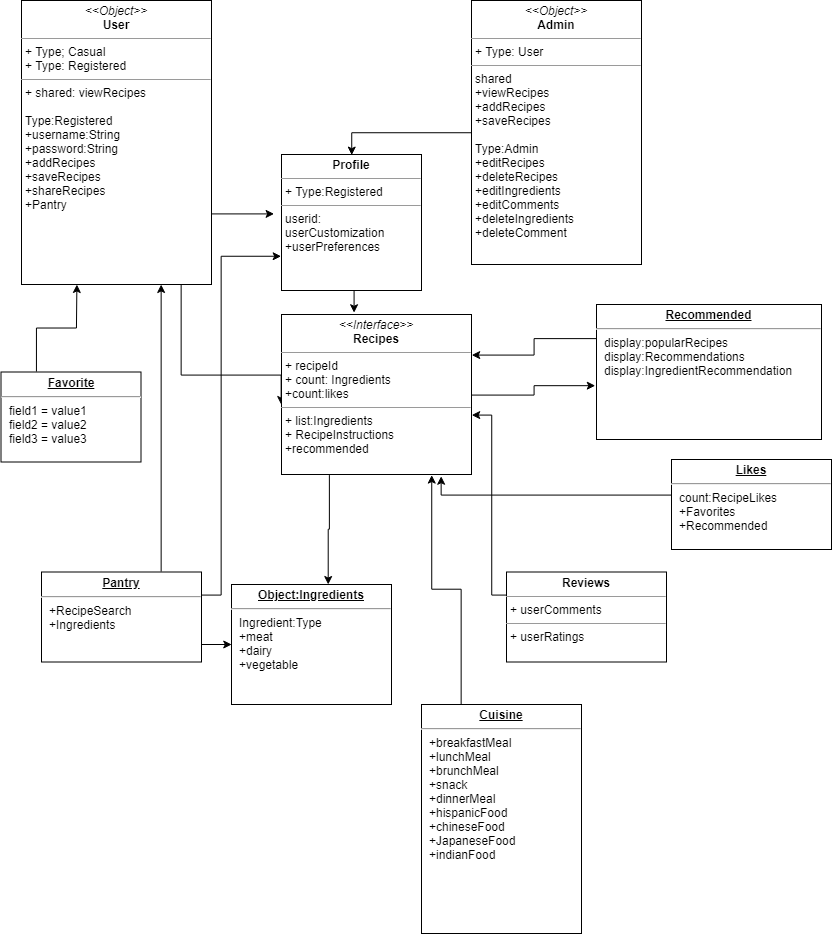 <<Object>>
User
+ Type; Casual
+ Type: Registered
+ shared: viewRecipes
Type:Registered
+username:String
+password:String
+addRecipes
+saveRecipes
+shareRecipes
+Pantry
<<Object>>
Admin
+ Type: User
shared
+viewRecipes
+addRecipes
+saveRecipes
Type:Admin
+editRecipes
+deleteRecipes
+editIngredients
+editComments
+deleteIngredients
+deleteComment
Profile
+ Type:Registered
userid:
userCustomization
+userPreferences
<<Interface>>
Recipes
+ recipeId
+ count: Ingredients
+count:likes
+ list:Ingredients
+ RecipeInstructions
+recommended
Recommended
display:popularRecipes
display:Recommendations
display:IngredientRecommendation
Favorite
field1 = value1
field2 = value2
field3 = value3
Likes
count:RecipeLikes
+Favorites
+Recommended
Pantry
+RecipeSearch
+Ingredients
Object:Ingredients
Ingredient:Type
+meat
+dairy
+vegetable
Reviews
+ userComments
+ userRatings
Cuisine
+breakfastMeal
+lunchMeal
+brunchMeal
+snack
+dinnerMeal
+hispanicFood
+chineseFood
+JapaneseFood
+indianFood